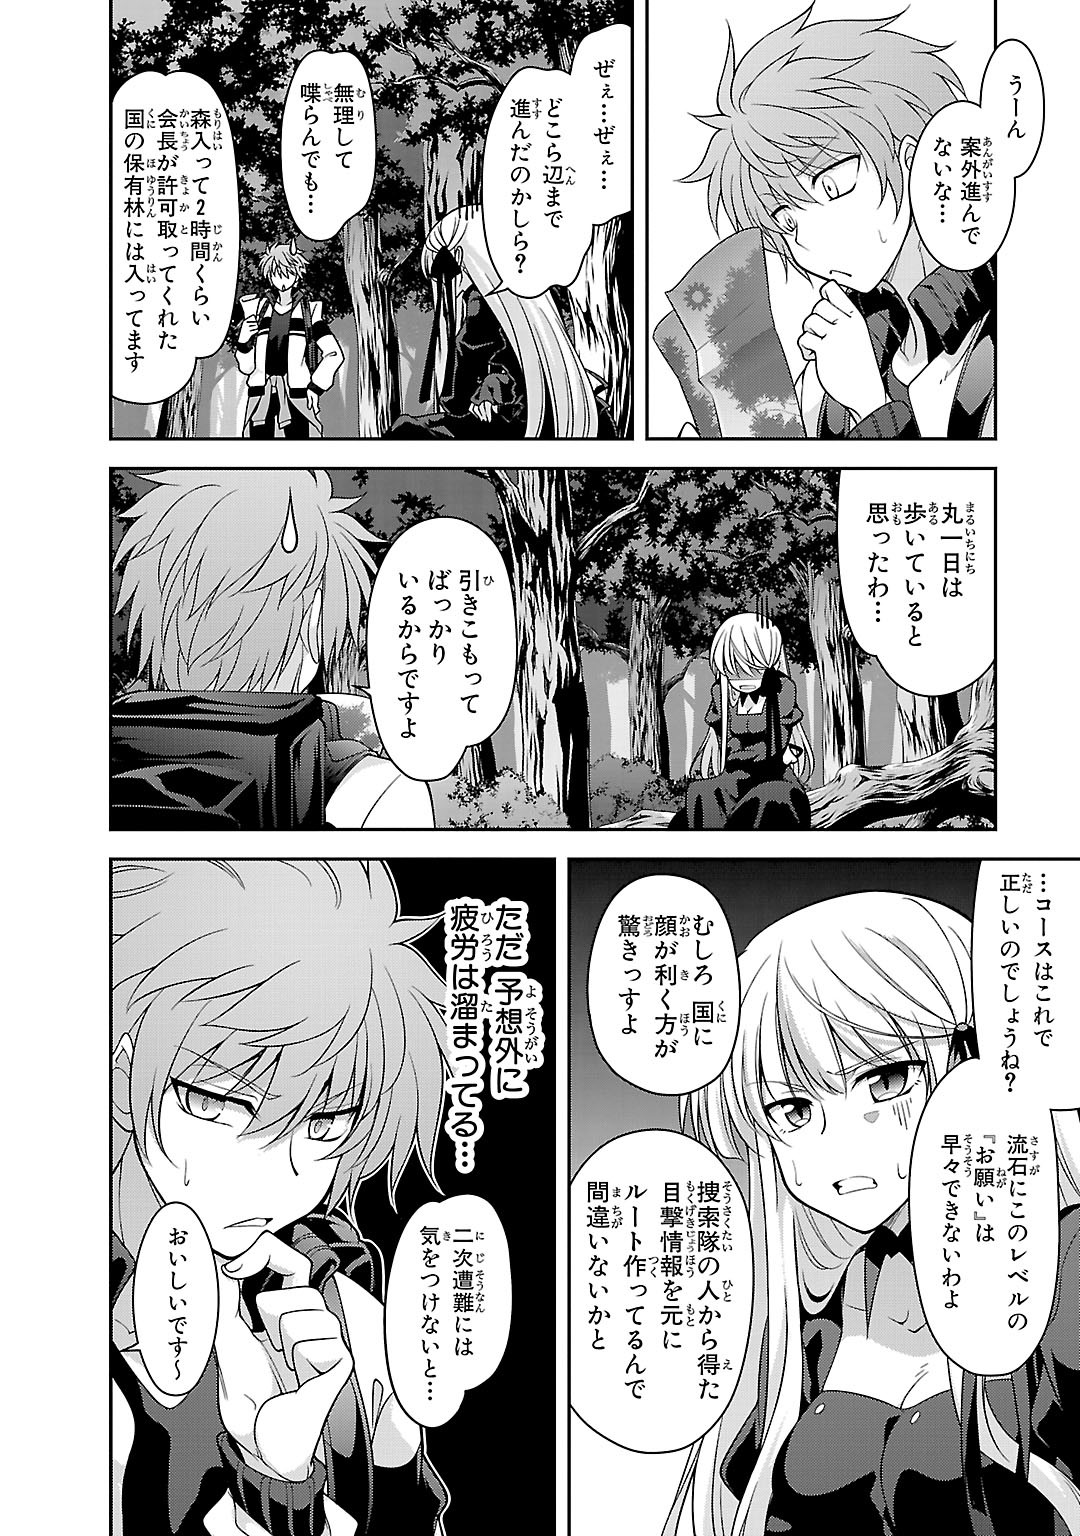 うーん
案外進んで
ないな…
ぜぇ…ぜぇ…
どこら辺まで
進んだのかしら？
無理して
喋らんでも…
森入って2時間くらい
会長が許可取ってくれた
国の保有林には入ってます
丸一日は
歩いていると
思ったわ…
引きこもって
ばっかり
いるからですよ
…コースはこれで
正しいのでしょうね？
流石にこのレベルの
『お願い』は
早々できないわよ
むしろ 国に
顔が利く方が
驚きっすよ
捜索隊の人から得た
目撃情報を元に
ルート作ってるんで
間違いないかと
ただ 予想外に
疲労は溜まってる…
二次遭難には
気をつけないと…
おいしいです～